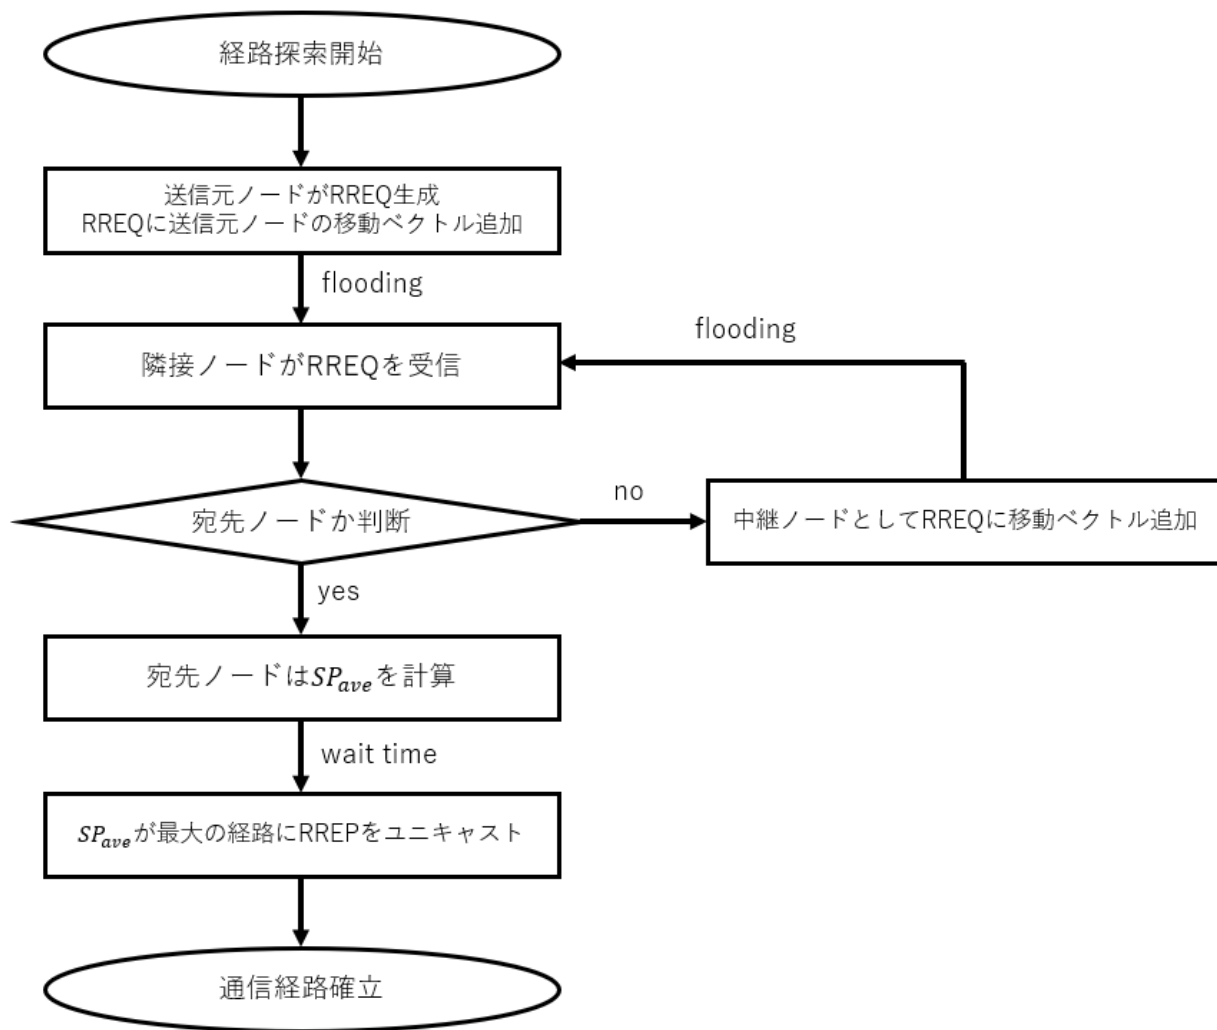 経路探索開始
送信元ノードがRREQ生成
RREQに送信元ノードの移動ベクトル追加
flooding
隣接ノードがRREQを受信
flooding
宛先ノードか判断
no
中継ノードとしてRREQに移動ベクトル追加
yes
宛先ノードはSP_ave を計算
wait time
SP_ave が最大の経路にRREPをユニキャスト
通信経路確立